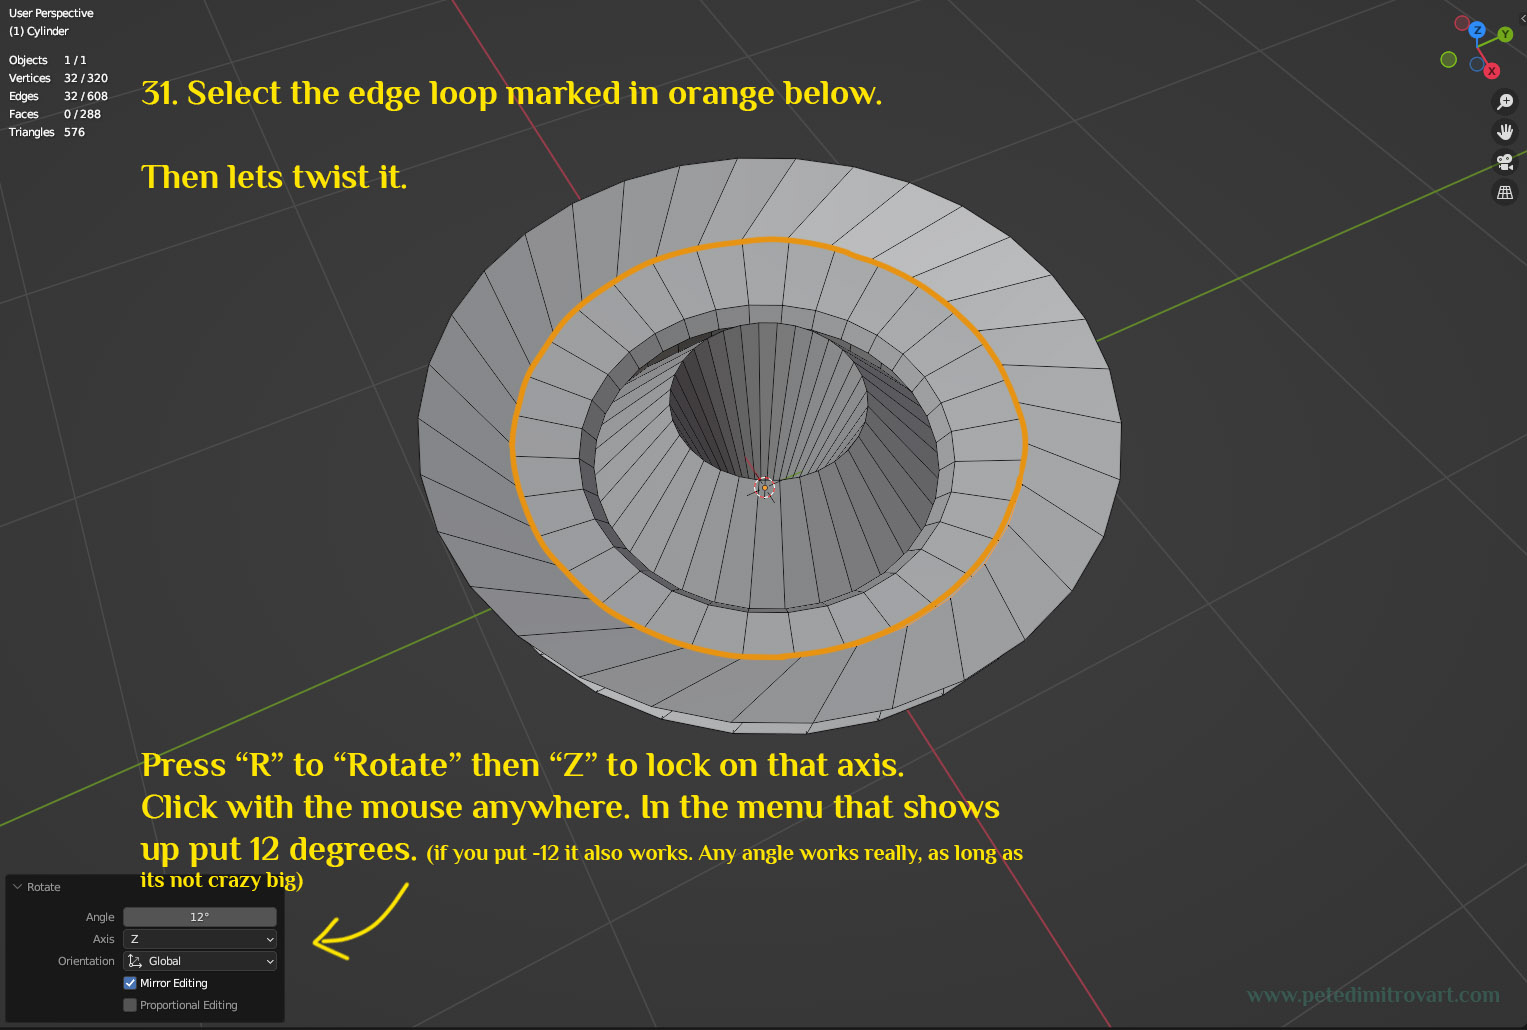 User Perspective
(1) Cylinder
Objects 1 / 1
Vertices 32 / 320
Edges 32 / 608
Faces 0 / 288
Triangles 576
Z
Y
X
31. Select the edge loop marked in orange below.
Then lets twist it.
Press “R” to “Rotate” then “Z” to lock on that axis.
Click with the mouse anywhere. In the menu that shows
up put 12 degrees. (if you put -12 it also works. Any angle works really, as long as
its not crazy big)
Rotate
Angle 12°
Axis Z
Orientation Global
Mirror Editing
Proportional Editing
www.petedimitrovart.com